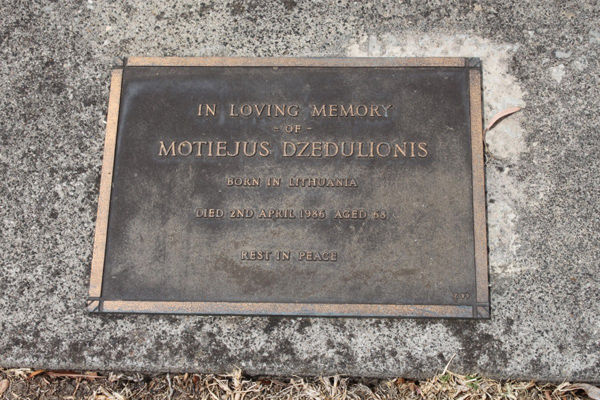 IN LOVING MEMORY
- OF -
MOTIEJUS DZEDULIONIS
BORN IN LITHUANIA
DIED 2ND APRIL 1986 AGED 68
REST IN PEACE